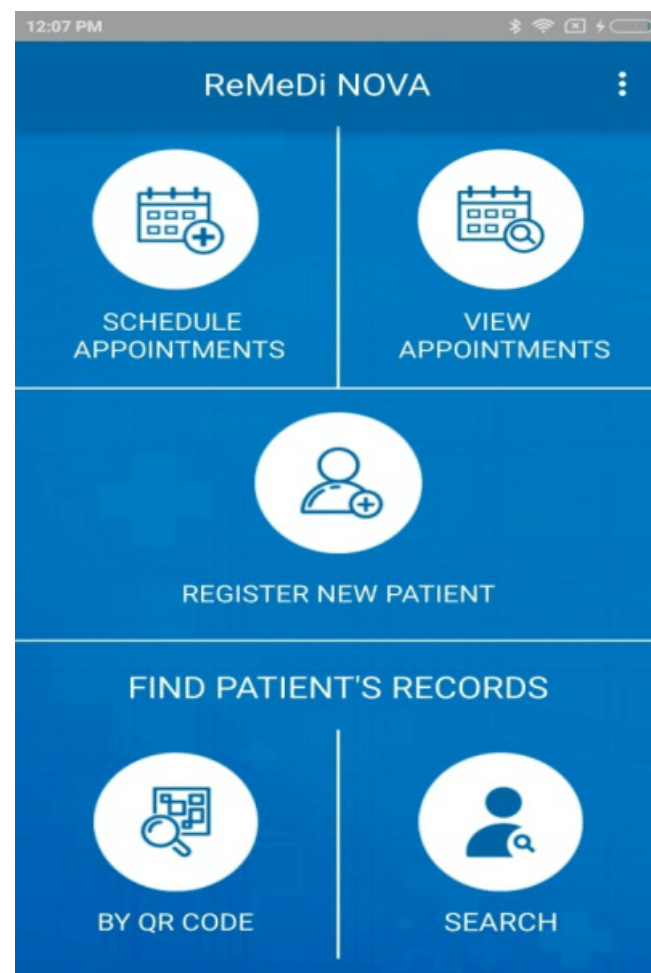 12:07 PM
ReMeDi NOVA
SCHEDULE
APPOINTMENTS
VIEW
APPOINTMENTS
REGISTER NEW PATIENT
FIND PATIENT'S RECORDS
BY QR CODE
SEARCH